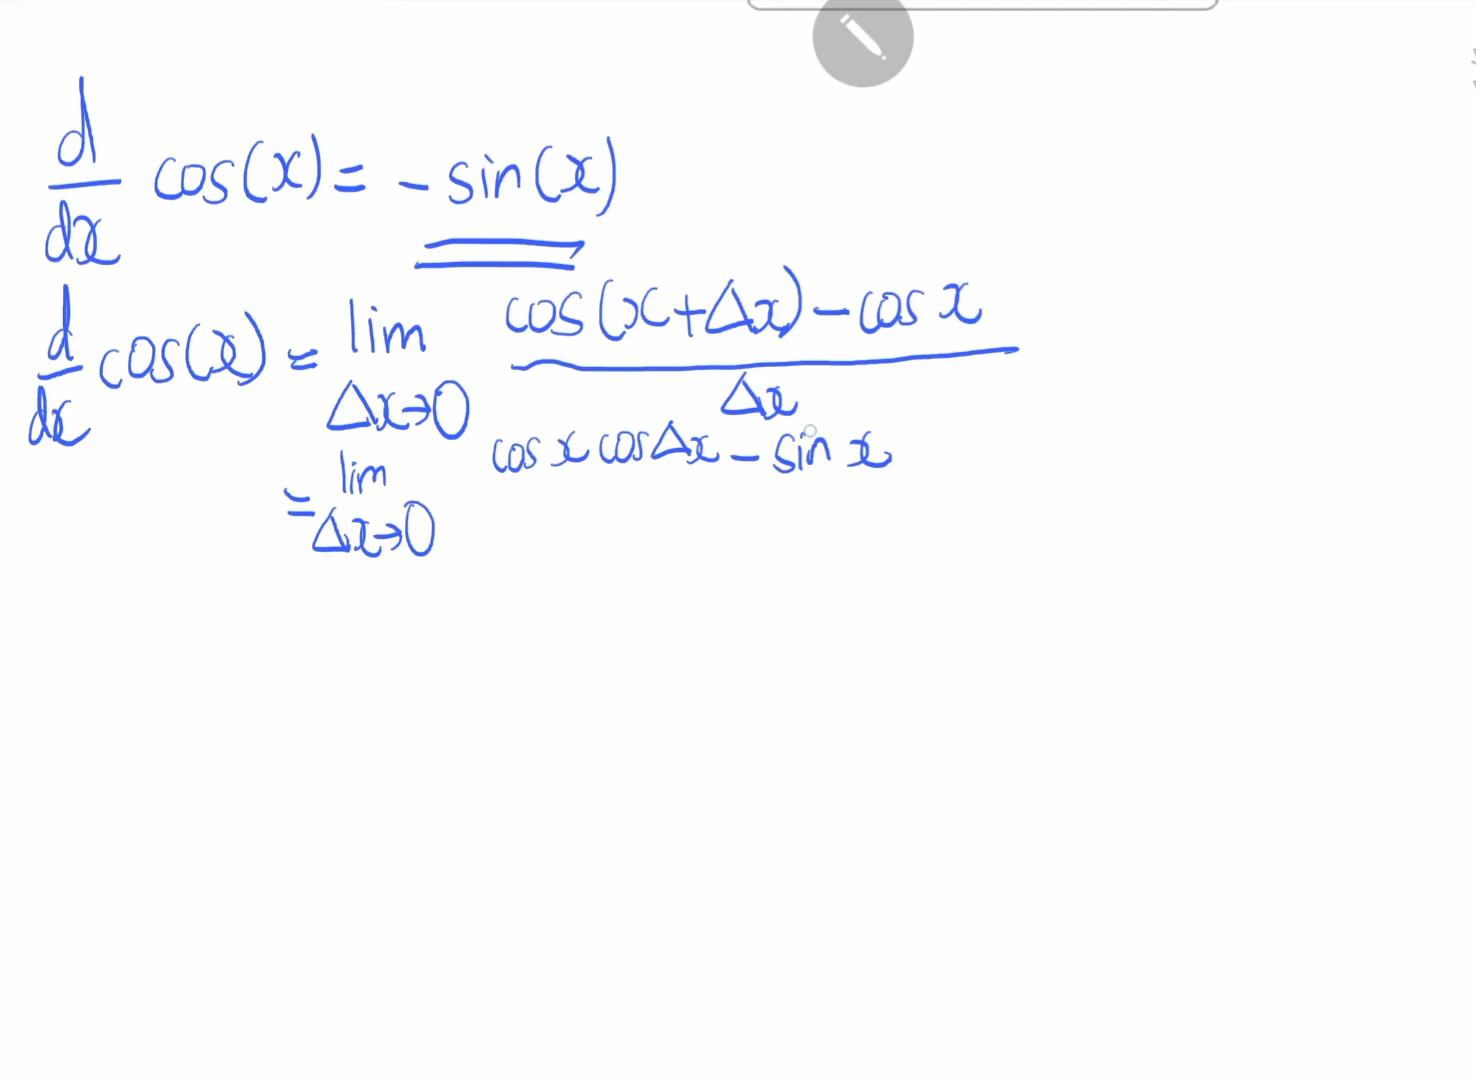 d/dx cos(x) = - sin(x)
d/dx cos(x) = lim Δx→0 (cos(x+Δx) - cos x)/Δx
= lim Δx→0 cos x cos Δx - sin x